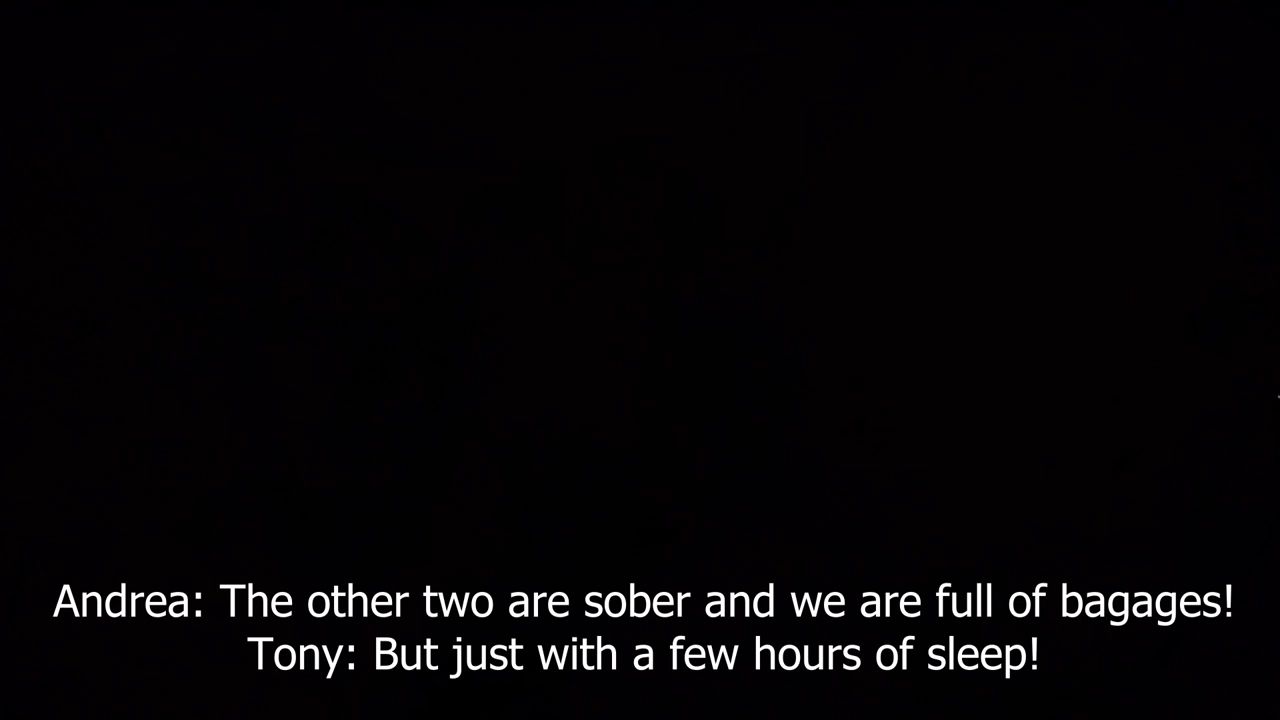 Andrea: The other two are sober and we are full of bagages!
Tony: But just with a few hours of sleep!